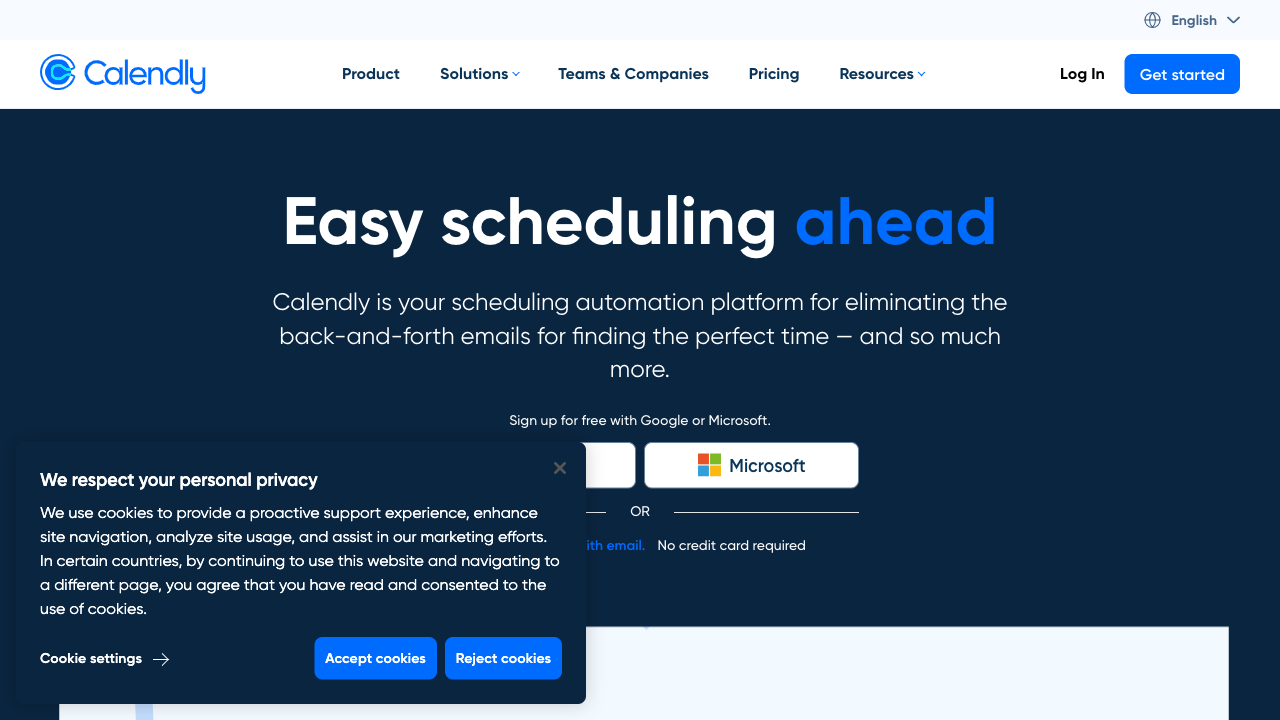 English
Calendly
Product
Solutions
Teams & Companies
Pricing
Resources
Log In
Get started
Easy scheduling ahead
Calendly is your scheduling automation platform for eliminating the
back-and-forth emails for finding the perfect time — and so much
more.
Sign up for free with Google or Microsoft.
Microsoft
OR
with email. No credit card required
We respect your personal privacy
We use cookies to provide a proactive support experience, enhance
site navigation, analyze site usage, and assist in our marketing efforts.
In certain countries, by continuing to use this website and navigating to
a different page, you agree that you have read and consented to the
use of cookies.
Cookie settings
Accept cookies
Reject cookies